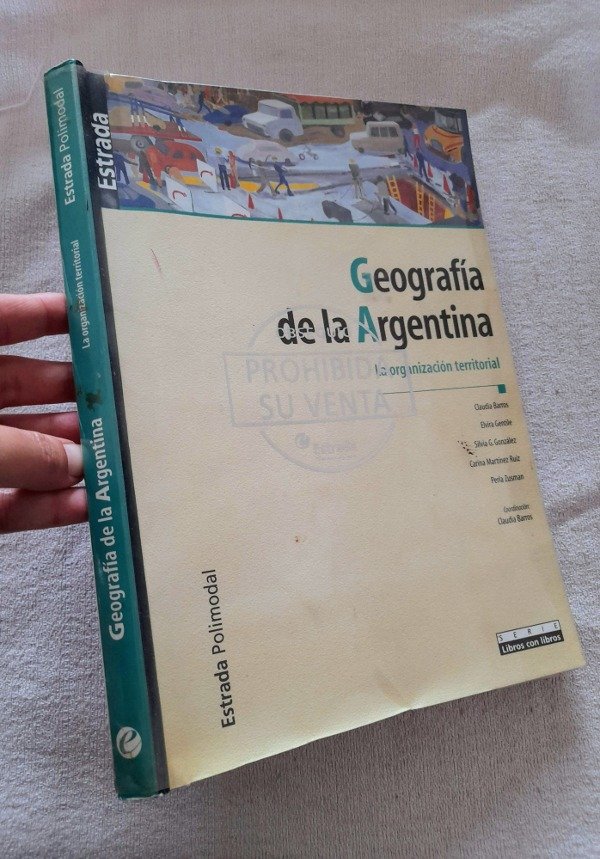 Estrada Polimodal
La organización territorial
Geografía de la Argentina
Estrada
Geografía
de la Argentina
La organización territorial
OBSEQUIO
PROHIBIDA
SU VENTA
Estrada
Claudia Barros
Elvira Gentile
Silvia G. González
Carina Martínez Ruiz
Perla Zusman
Coordinación:
Claudia Barros
Estrada Polimodal
SERIE
Libros con libros